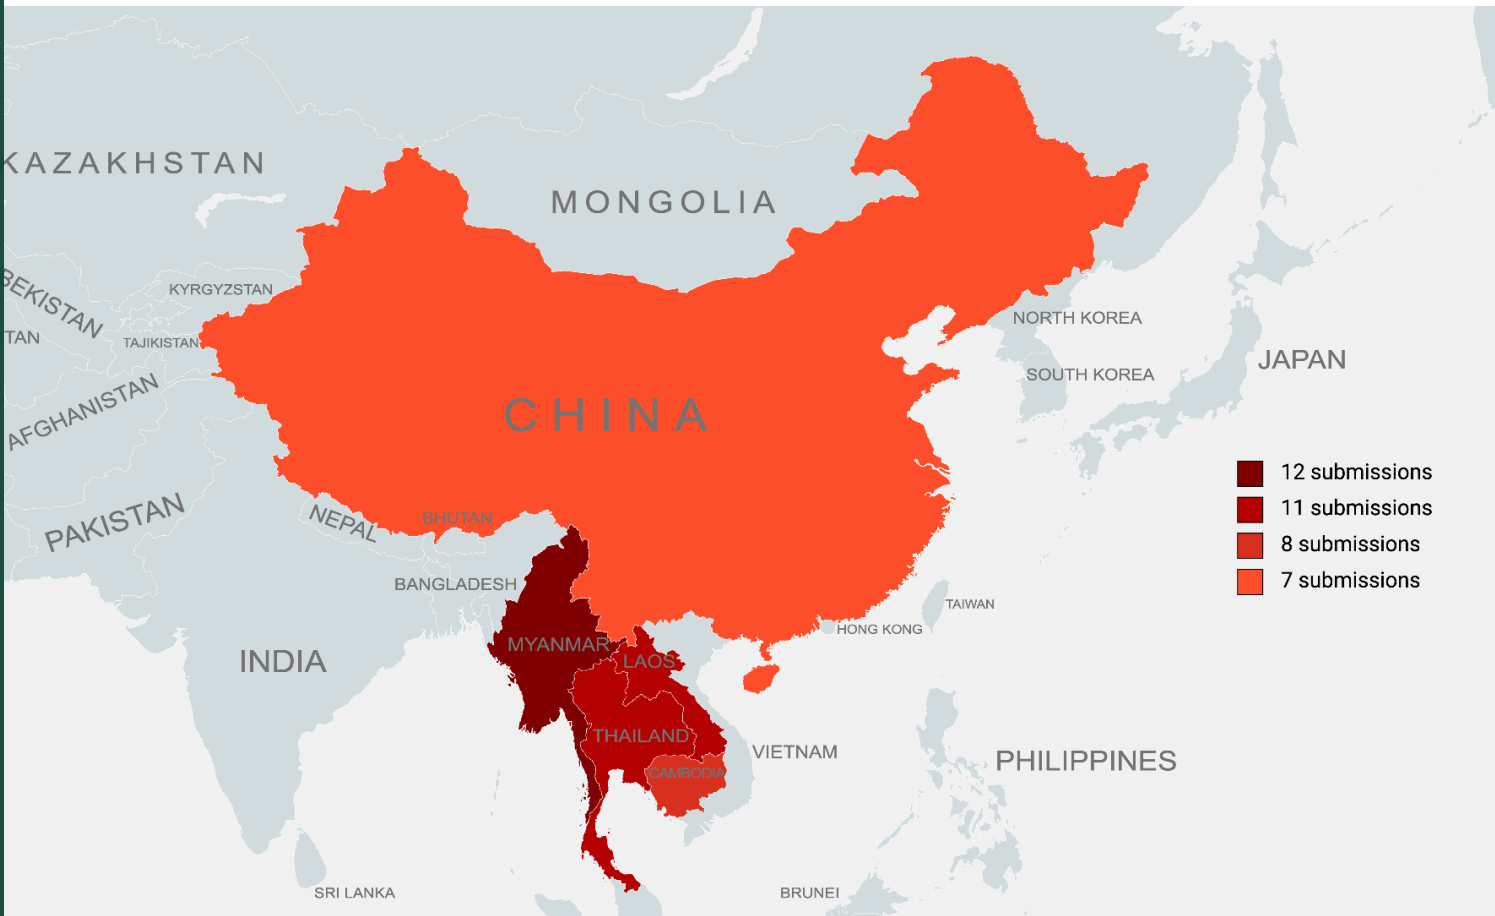 KAZAKHSTAN
MONGOLIA
KYRGYZSTAN
BEKISTAN
TAN
TAJIKISTAN
NORTH KOREA
JAPAN
SOUTH KOREA
AFGHANISTAN
CHINA
12 submissions
11 submissions
8 submissions
7 submissions
PAKISTAN
NEPAL
BHUTAN
BANGLADESH
TAIWAN
HONG KONG
MYANMAR
INDIA
LAOS
THAILAND
VIETNAM
PHILIPPINES
CAMBODIA
SRI LANKA
BRUNEI